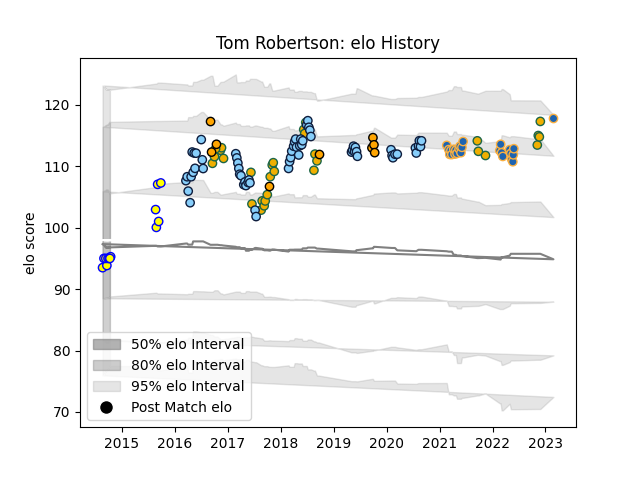 Tom Robertson: elo History
elo score
120
110
100
90
80
70
50% elo Interval
80% elo Interval
95% elo Interval
Post Match elo
2015 2016 2017 2018 2019 2020 2021 2022 2023